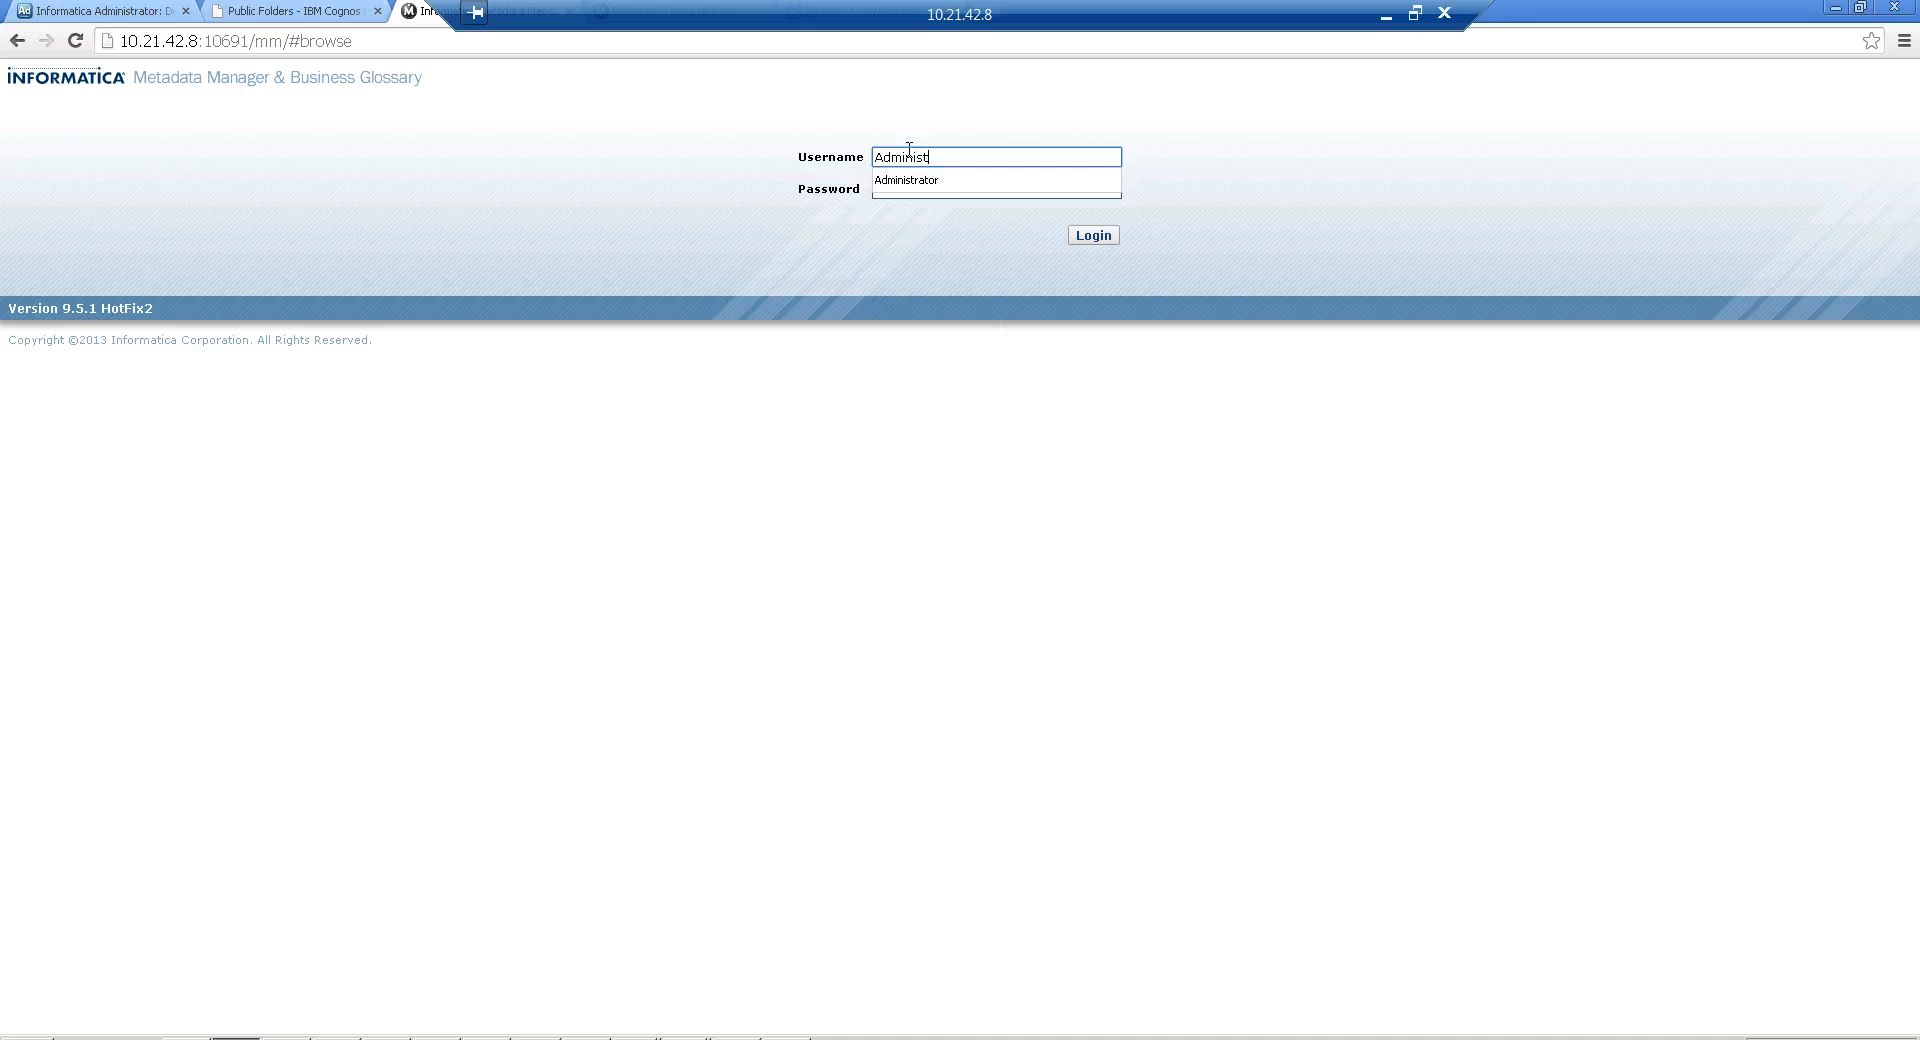 Informatica Administrator: D
Public Folders - IBM Cognos
10.21.42.8
10.21.42.8:10691/mm/#browse
INFORMATICA Metadata Manager & Business Glossary
Username
Administ
Administrator
Password
Login
Version 9.5.1 HotFix2
Copyright ©2013 Informatica Corporation. All Rights Reserved.